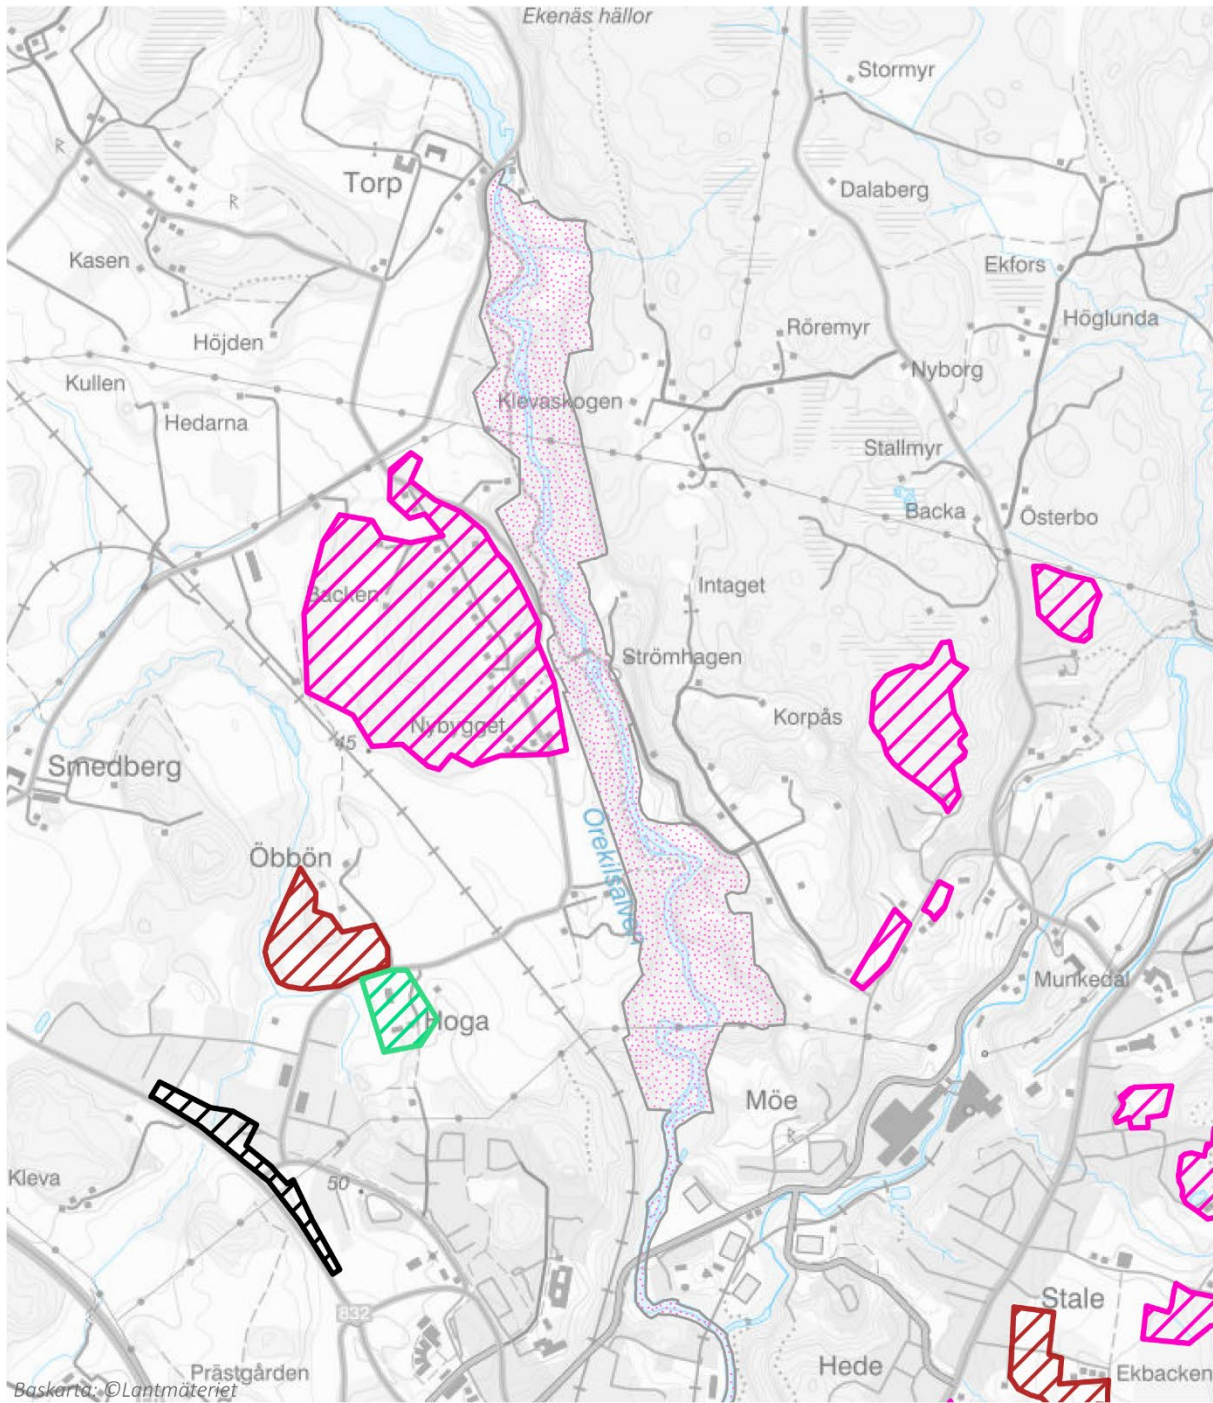 Ekenäs hällor
Stormyr
Torp
Dalaberg
R
R
Kasen
Ekfors
Höglunda
Röremyr
Höjden
Nyborg
Kullen
Klevaskogen
Hedarna
Stallmyr
Backa
Österbo
Intaget
Backen
Strömhagen
Korpås
Nybygget
45
Smedberg
Örekilsälven
Öbbön
Munkedal
Hoga
Möe
R
Kleva
50
Stale
832
Hede
Prästgården
Ekbacken
Baskarta: ©Lantmäteriet